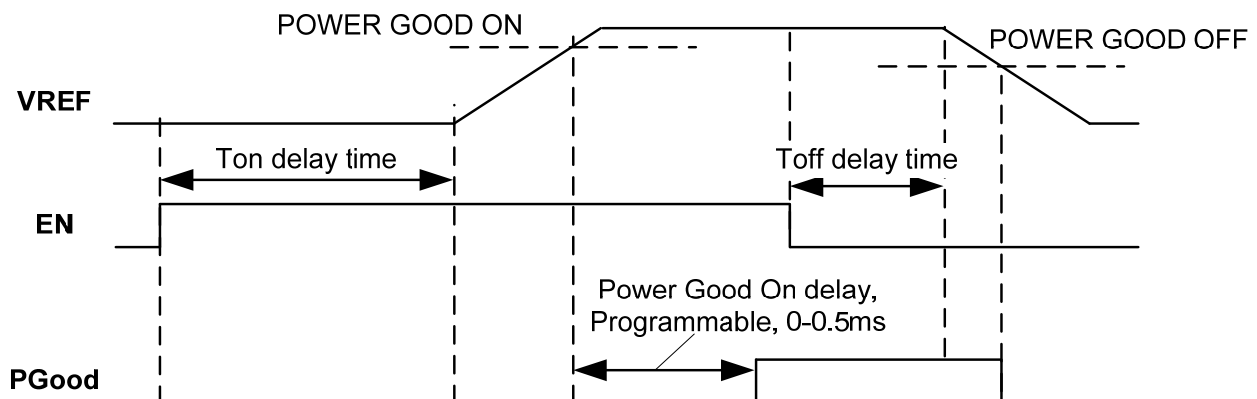 POWER GOOD ON
POWER GOOD OFF
VREF
Ton delay time
Toff delay time
EN
Power Good On delay,
Programmable, 0-0.5ms
PGood